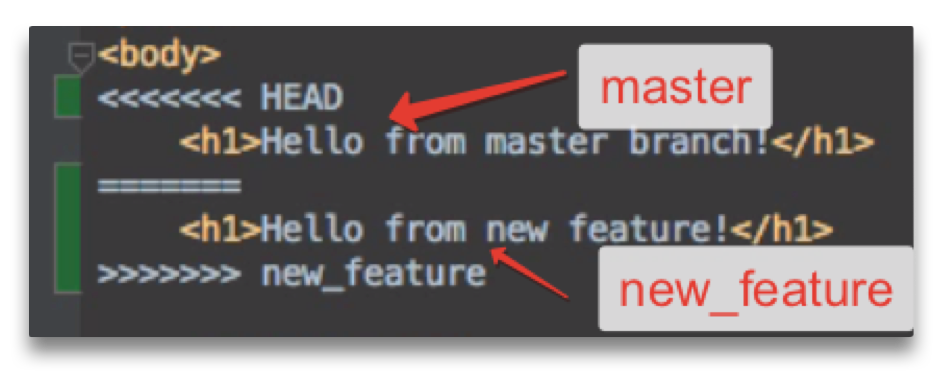 <body>
<<<<<<< HEAD
master
    <h1>Hello from master branch!</h1>
=======
    <h1>Hello from new feature!</h1>
>>>>>>> new_feature
new_feature